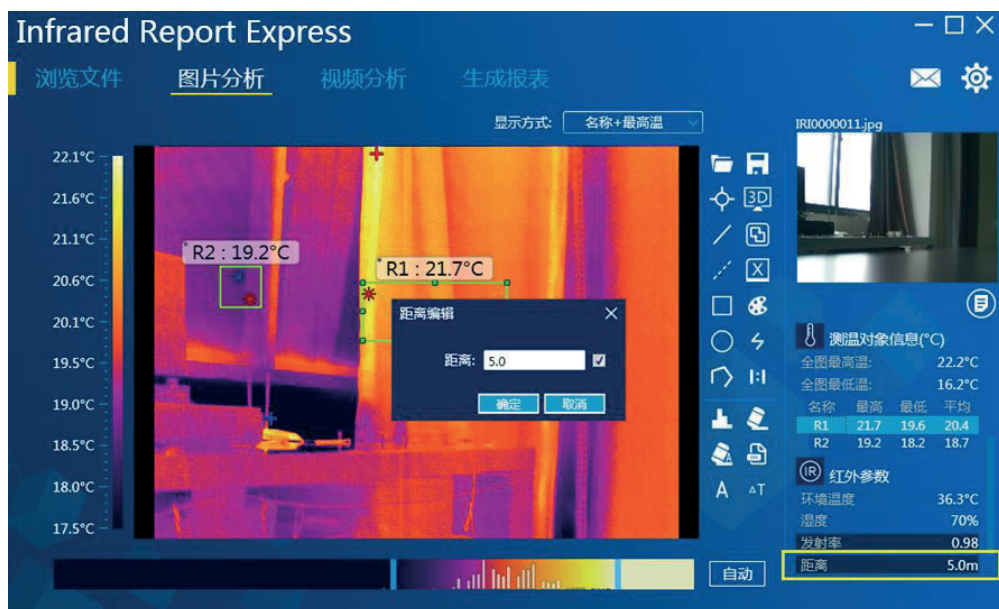 Infrared Report Express
浏览文件 图片分析 视频分析 生成报表
显示方式: 名称+最高温
IRI0000011.jpg
22.1°C
21.6°C
21.1°C
20.6°C
20.1°C
19.5°C
19.0°C
18.5°C
18.0°C
17.5°C
R2 : 19.2°C
R1 : 21.7°C
距离编辑
距离: 5.0
确定 取消
3D
X
1:1
A ΔT
自动
测温对象信息(°C)
全图最高温: 22.2°C
全图最低温: 16.2°C
名称 最高 最低 平均
R1 21.7 19.6 20.4
R2 19.2 18.2 18.7
IR 红外参数
环境温度 36.3°C
湿度 70%
发射率 0.98
距离 5.0m